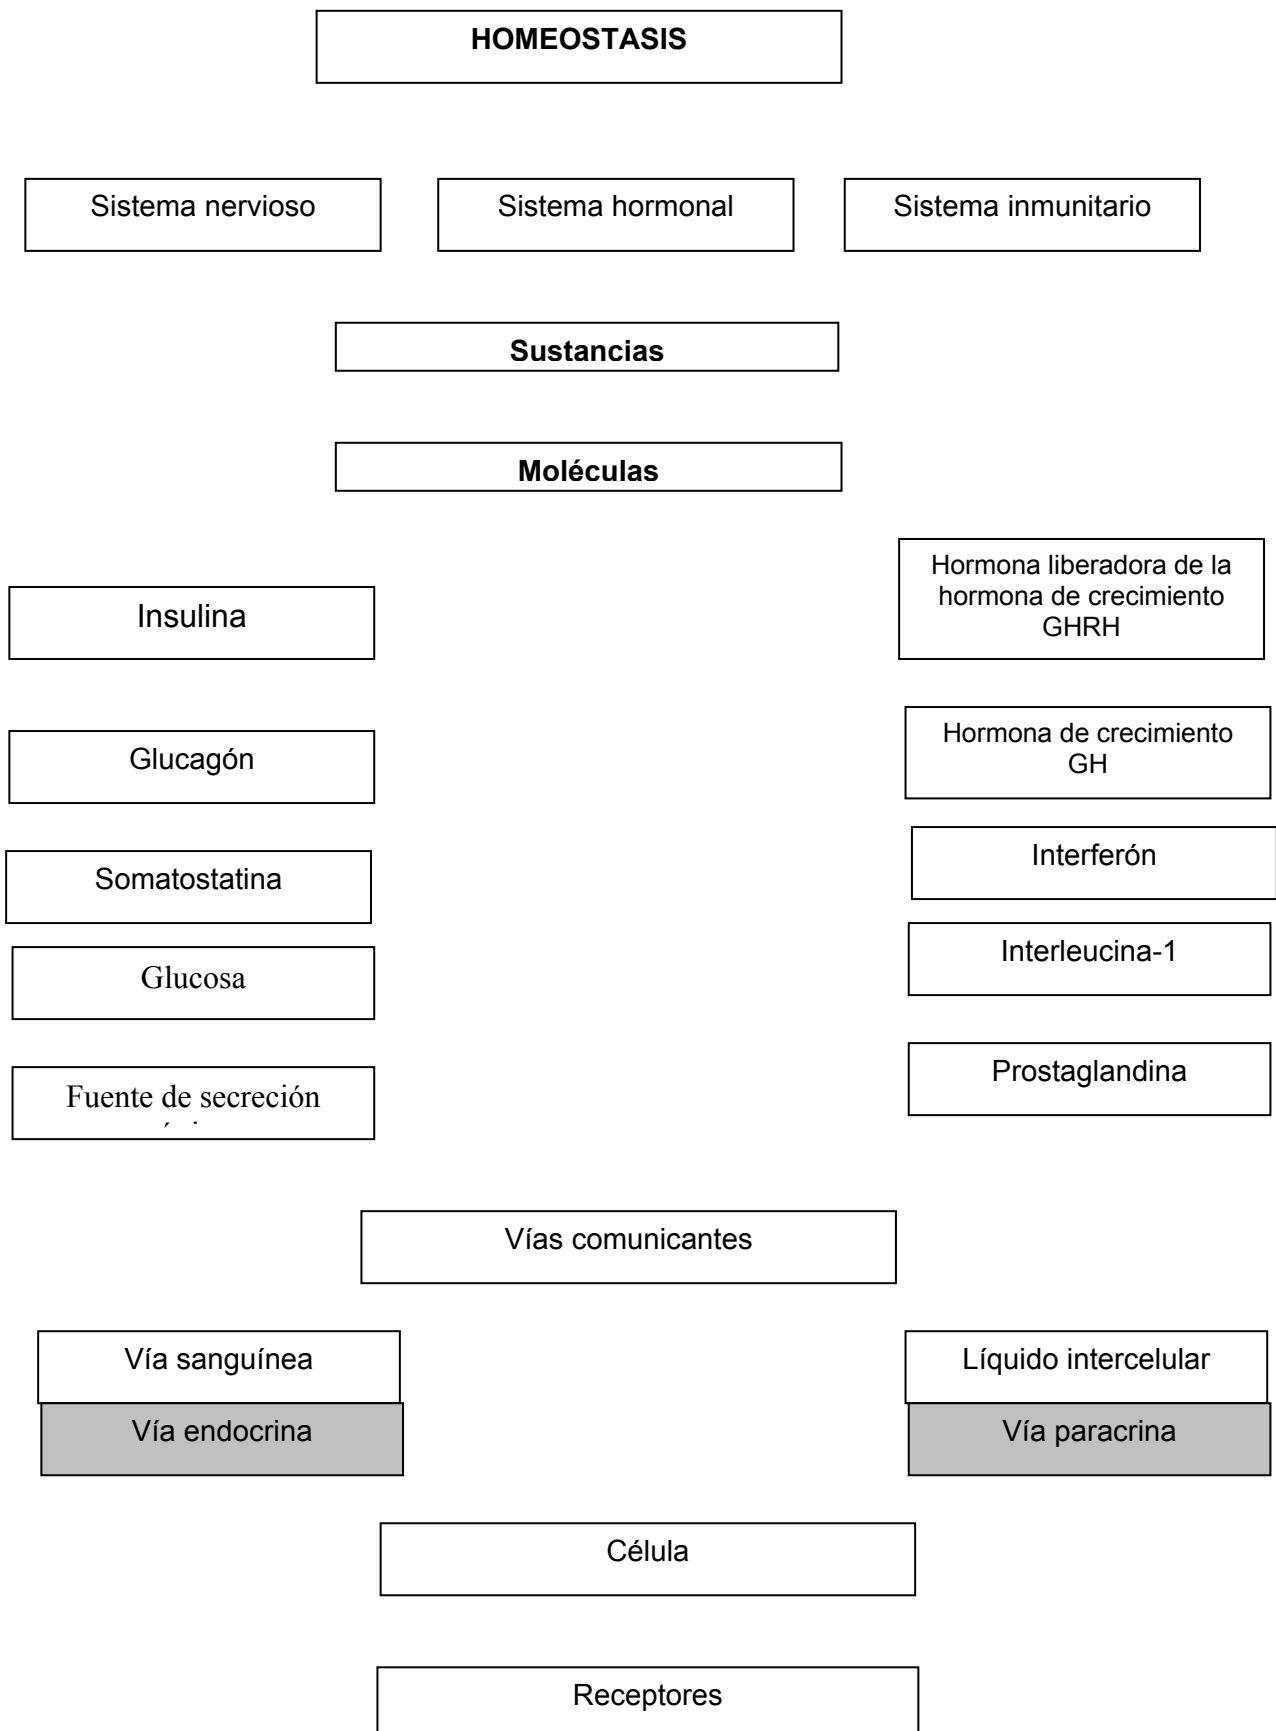 HOMEOSTASIS
Sistema nervioso
Sistema hormonal
Sistema inmunitario
Sustancias
Moléculas
Insulina
Hormona liberadora de la
hormona de crecimiento
GHRH
Glucagón
Hormona de crecimiento
GH
Somatostatina
Interferón
Glucosa
Interleucina-1
Fuente de secreción
Prostaglandina
Vías comunicantes
Vía sanguínea
Líquido intercelular
Vía endocrina
Vía paracrina
Célula
Receptores